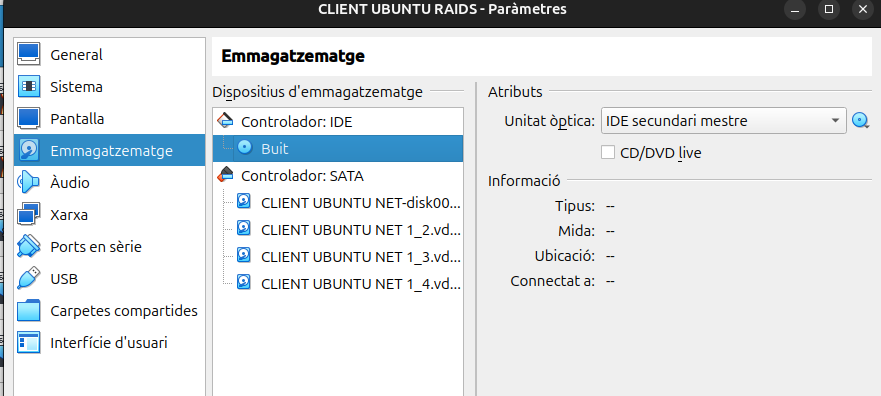 CLIENT UBUNTU RAIDS - Paràmetres
General
Sistema
Pantalla
Emmagatzematge
Àudio
Xarxa
Ports en sèrie
USB
Carpetes compartides
Interfície d'usuari
Emmagatzematge
Dispositius d'emmagatzematge
Controlador: IDE
Buit
Controlador: SATA
CLIENT UBUNTU NET-disk00...
CLIENT UBUNTU NET 1_2.vd...
CLIENT UBUNTU NET 1_3.vd...
CLIENT UBUNTU NET 1_4.vd...
Atributs
Unitat òptica: IDE secundari mestre
CD/DVD live
Informació
Tipus: --
Mida: --
Ubicació: --
Connectat a: --